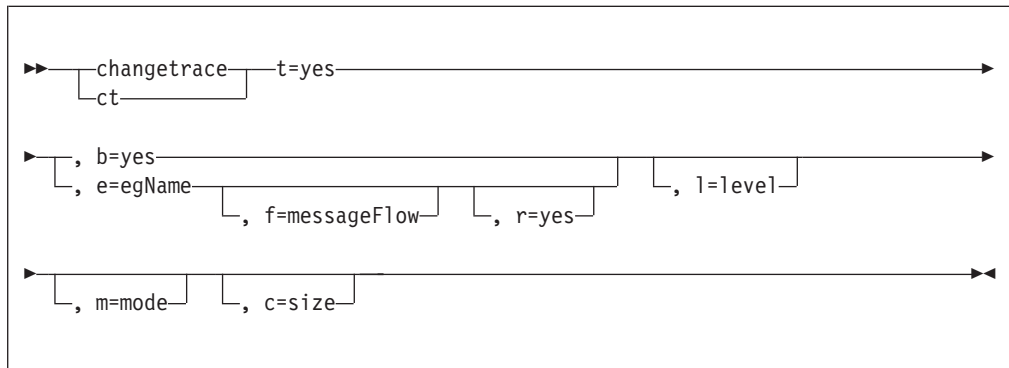 changetrace t=yes
ct
, b=yes
, e=egName , l=level
, f=messageFlow , r=yes
, m=mode , c=size